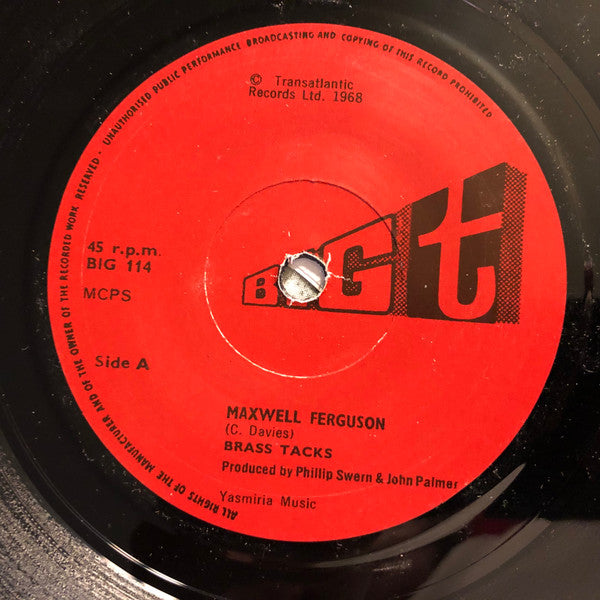 ALL RIGHTS OF THE MANUFACTURER AND OF THE OWNER OF THE RECORDED WORK RESERVED - UNAUTHORISED PUBLIC PERFORMANCE BROADCASTING AND COPYING OF THIS RECORD PROHIBITED
© Transatlantic
Records Ltd. 1968
BIG t
45 r.p.m.
BIG 114
MCPS
Side A
MAXWELL FERGUSON
(C. Davies)
BRASS TACKS
Produced by Phillip Swern & John Palmer
Yasmiria Music